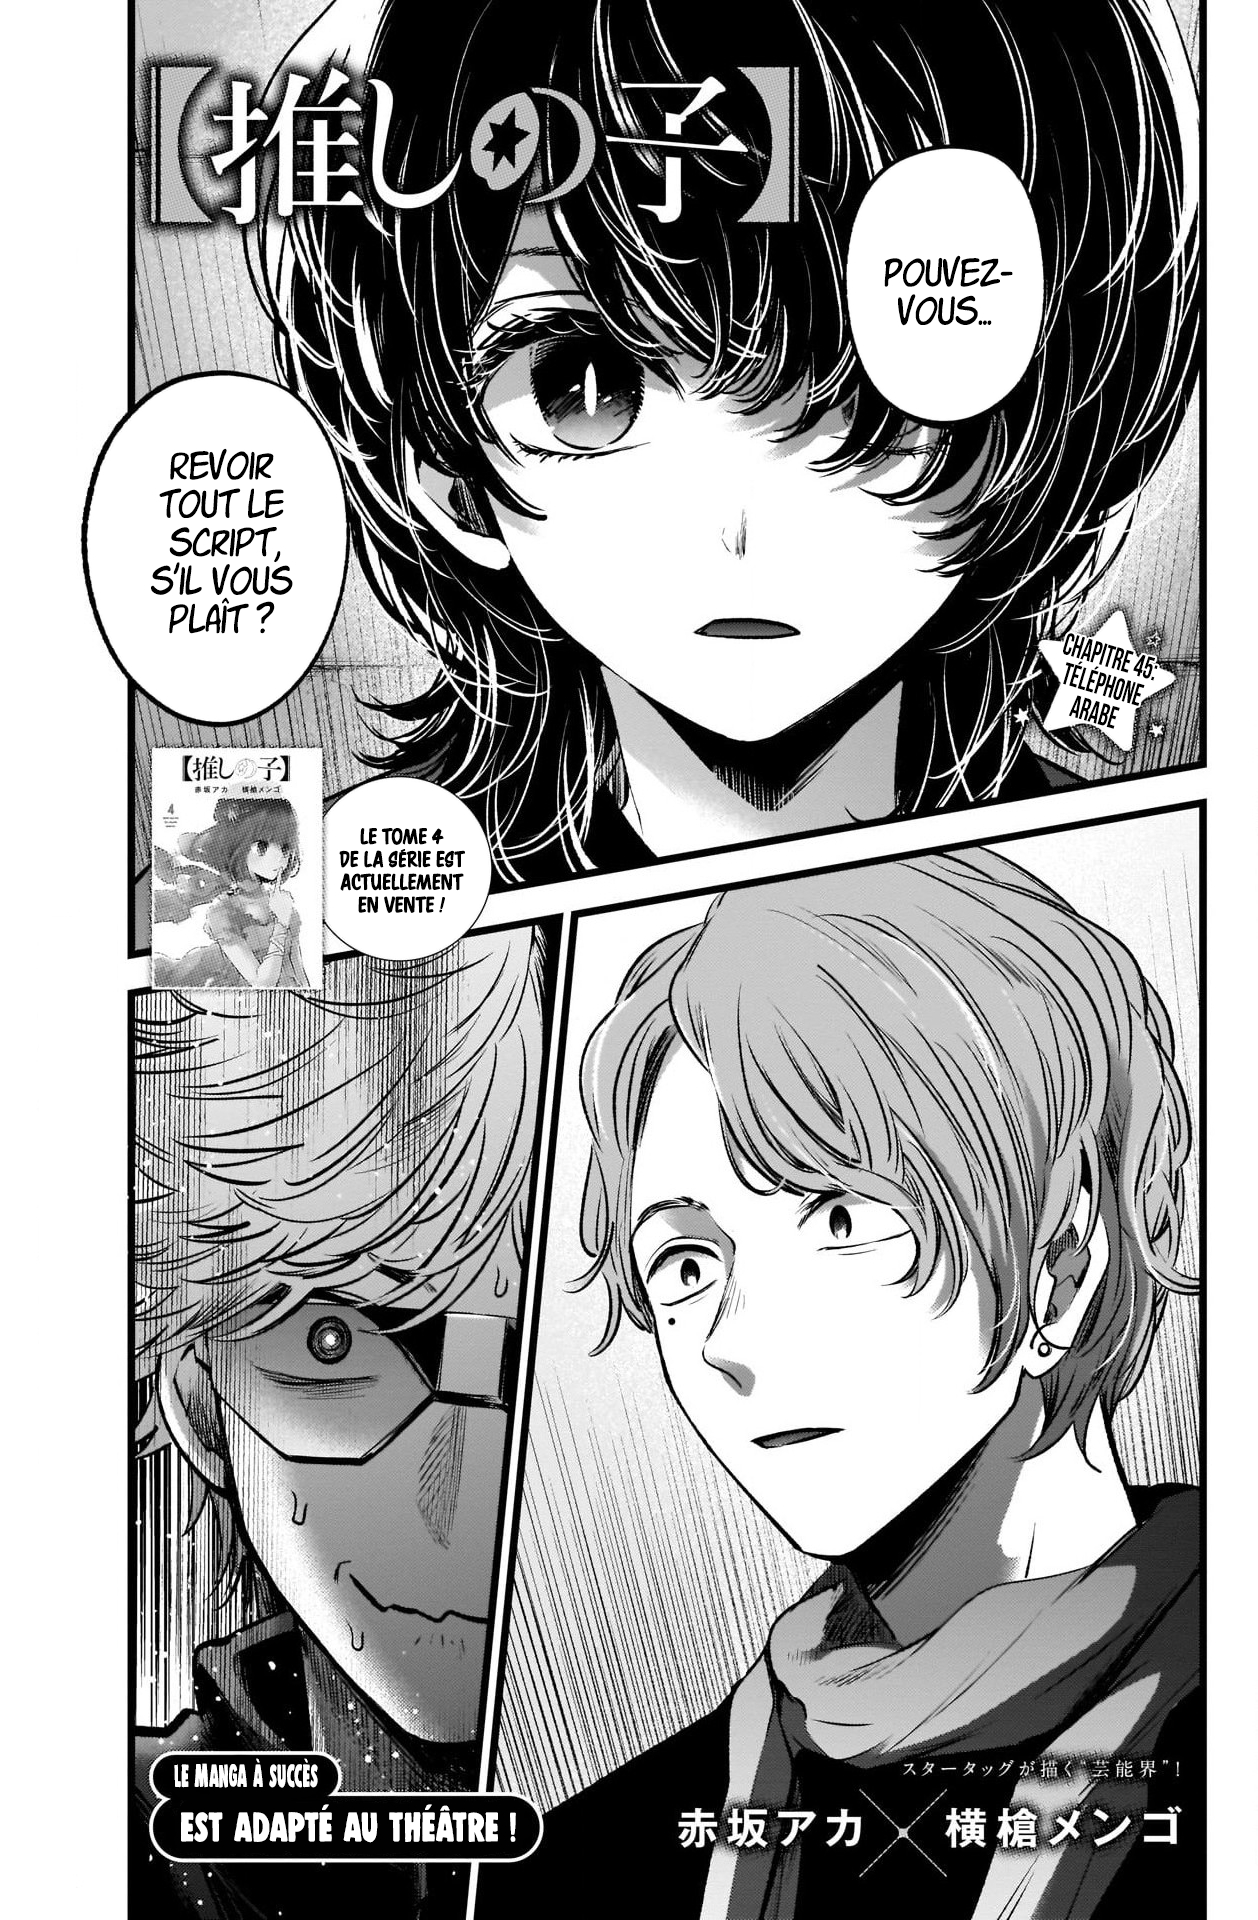 【推しの子】
POUVEZ-
VOUS...
REVOIR
TOUT LE
SCRIPT,
S'IL VOUS
PLAÎT ?
CHAPITRE 45:
TÉLÉPHONE
ARABE
【推しの子】
赤坂アカ 横槍メンゴ
4
LE TOME 4
DE LA SÉRIE EST
ACTUELLEMENT
EN VENTE !
LE MANGA À SUCCÈS
EST ADAPTÉ AU THÉÂTRE !
スタータッグが描く“芸能界”!
赤坂アカ×横槍メンゴ